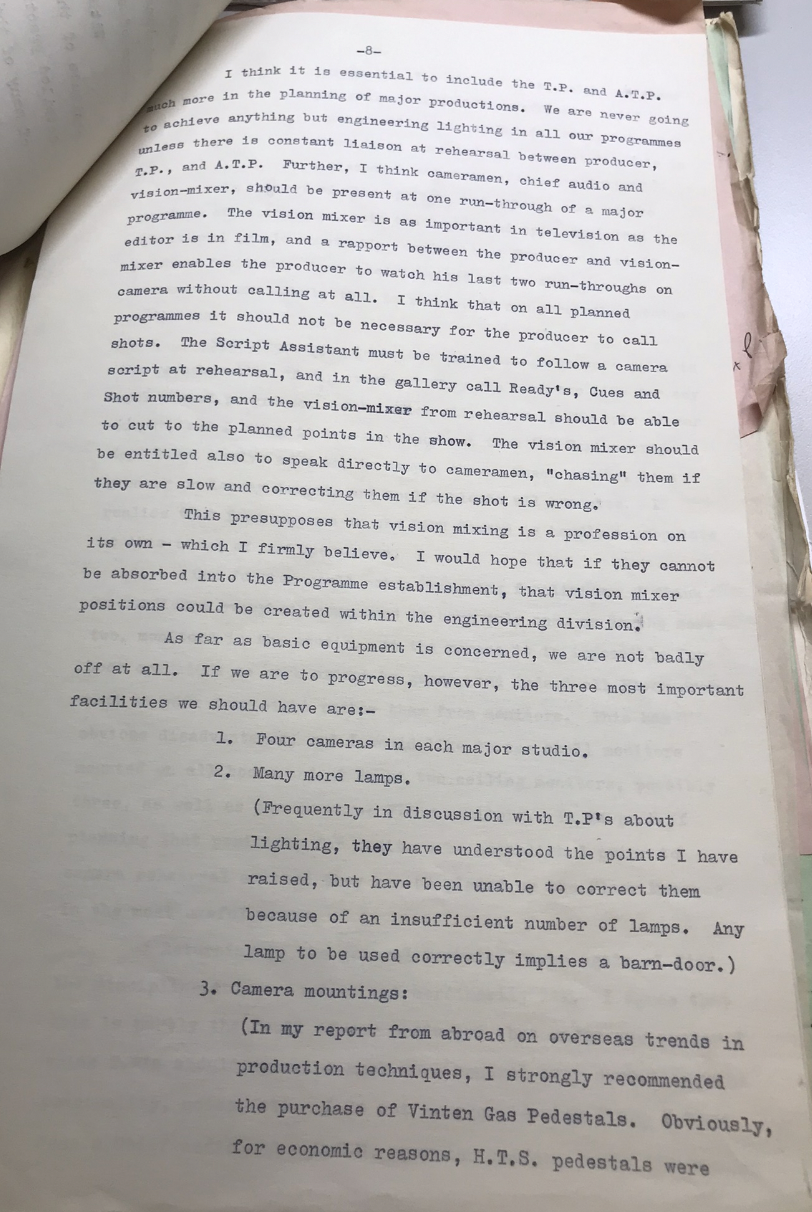 -8-
I think it is essential to include the T.P. and A.T.P.
much more in the planning of major productions. We are never going
to achieve anything but engineering lighting in all our programmes
unless there is constant liaison at rehearsal between producer,
T.P., and A.T.P. Further, I think cameramen, chief audio and
vision-mixer, should be present at one run-through of a major
programme. The vision mixer is as important in television as the
editor is in film, and a rapport between the producer and vision-
mixer enables the producer to watch his last two run-throughs on
camera without calling at all. I think that on all planned
programmes it should not be necessary for the producer to call
shots. The Script Assistant must be trained to follow a camera
script at rehearsal, and in the gallery call Ready's, Cues and
Shot numbers, and the vision-mixer from rehearsal should be able
to cut to the planned points in the show. The vision mixer should
be entitled also to speak directly to cameramen, "chasing" them if
they are slow and correcting them if the shot is wrong.
This presupposes that vision mixing is a profession on
its own - which I firmly believe. I would hope that if they cannot
be absorbed into the Programme establishment, that vision mixer
positions could be created within the engineering division.
As far as basic equipment is concerned, we are not badly
off at all. If we are to progress, however, the three most important
facilities we should have are:-
1. Four cameras in each major studio.
2. Many more lamps.
(Frequently in discussion with T.P's about
lighting, they have understood the points I have
raised, but have been unable to correct them
because of an insufficient number of lamps. Any
lamp to be used correctly implies a barn-door.)
3. Camera mountings:
(In my report from abroad on overseas trends in
production techniques, I strongly recommended
the purchase of Vinten Gas Pedestals. Obviously,
for economic reasons, H.T.S. pedestals were